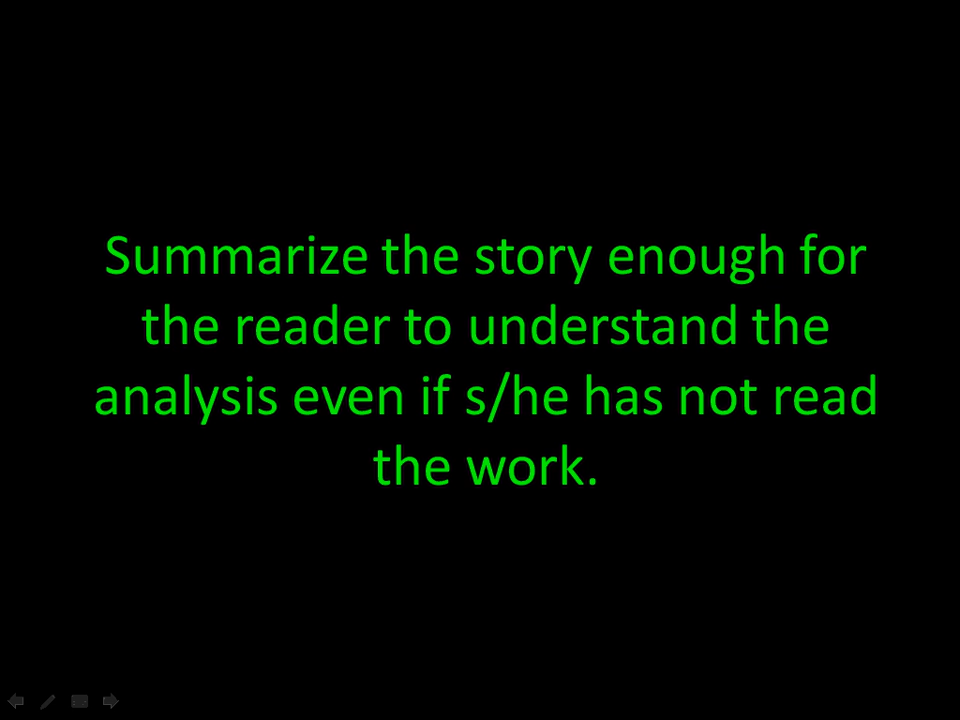 Summarize the story enough for
the reader to understand the
analysis even if s/he has not read
the work.